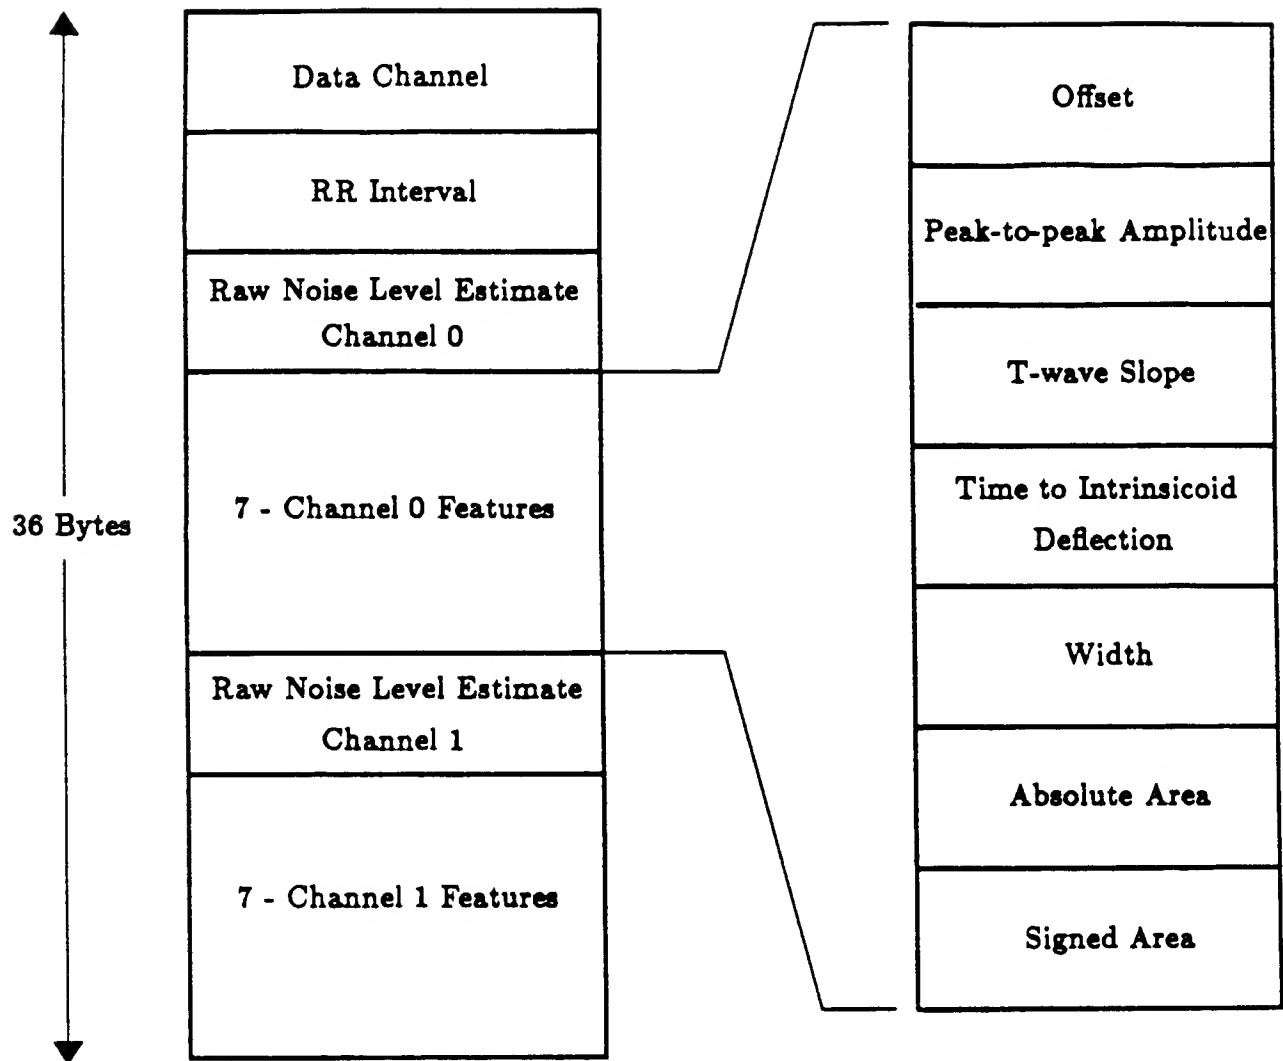 36 Bytes
Data Channel
RR Interval
Raw Noise Level Estimate
Channel 0
7 - Channel 0 Features
Raw Noise Level Estimate
Channel 1
7 - Channel 1 Features
Offset
Peak-to-peak Amplitude
T-wave Slope
Time to Intrinsicoid
Deflection
Width
Absolute Area
Signed Area